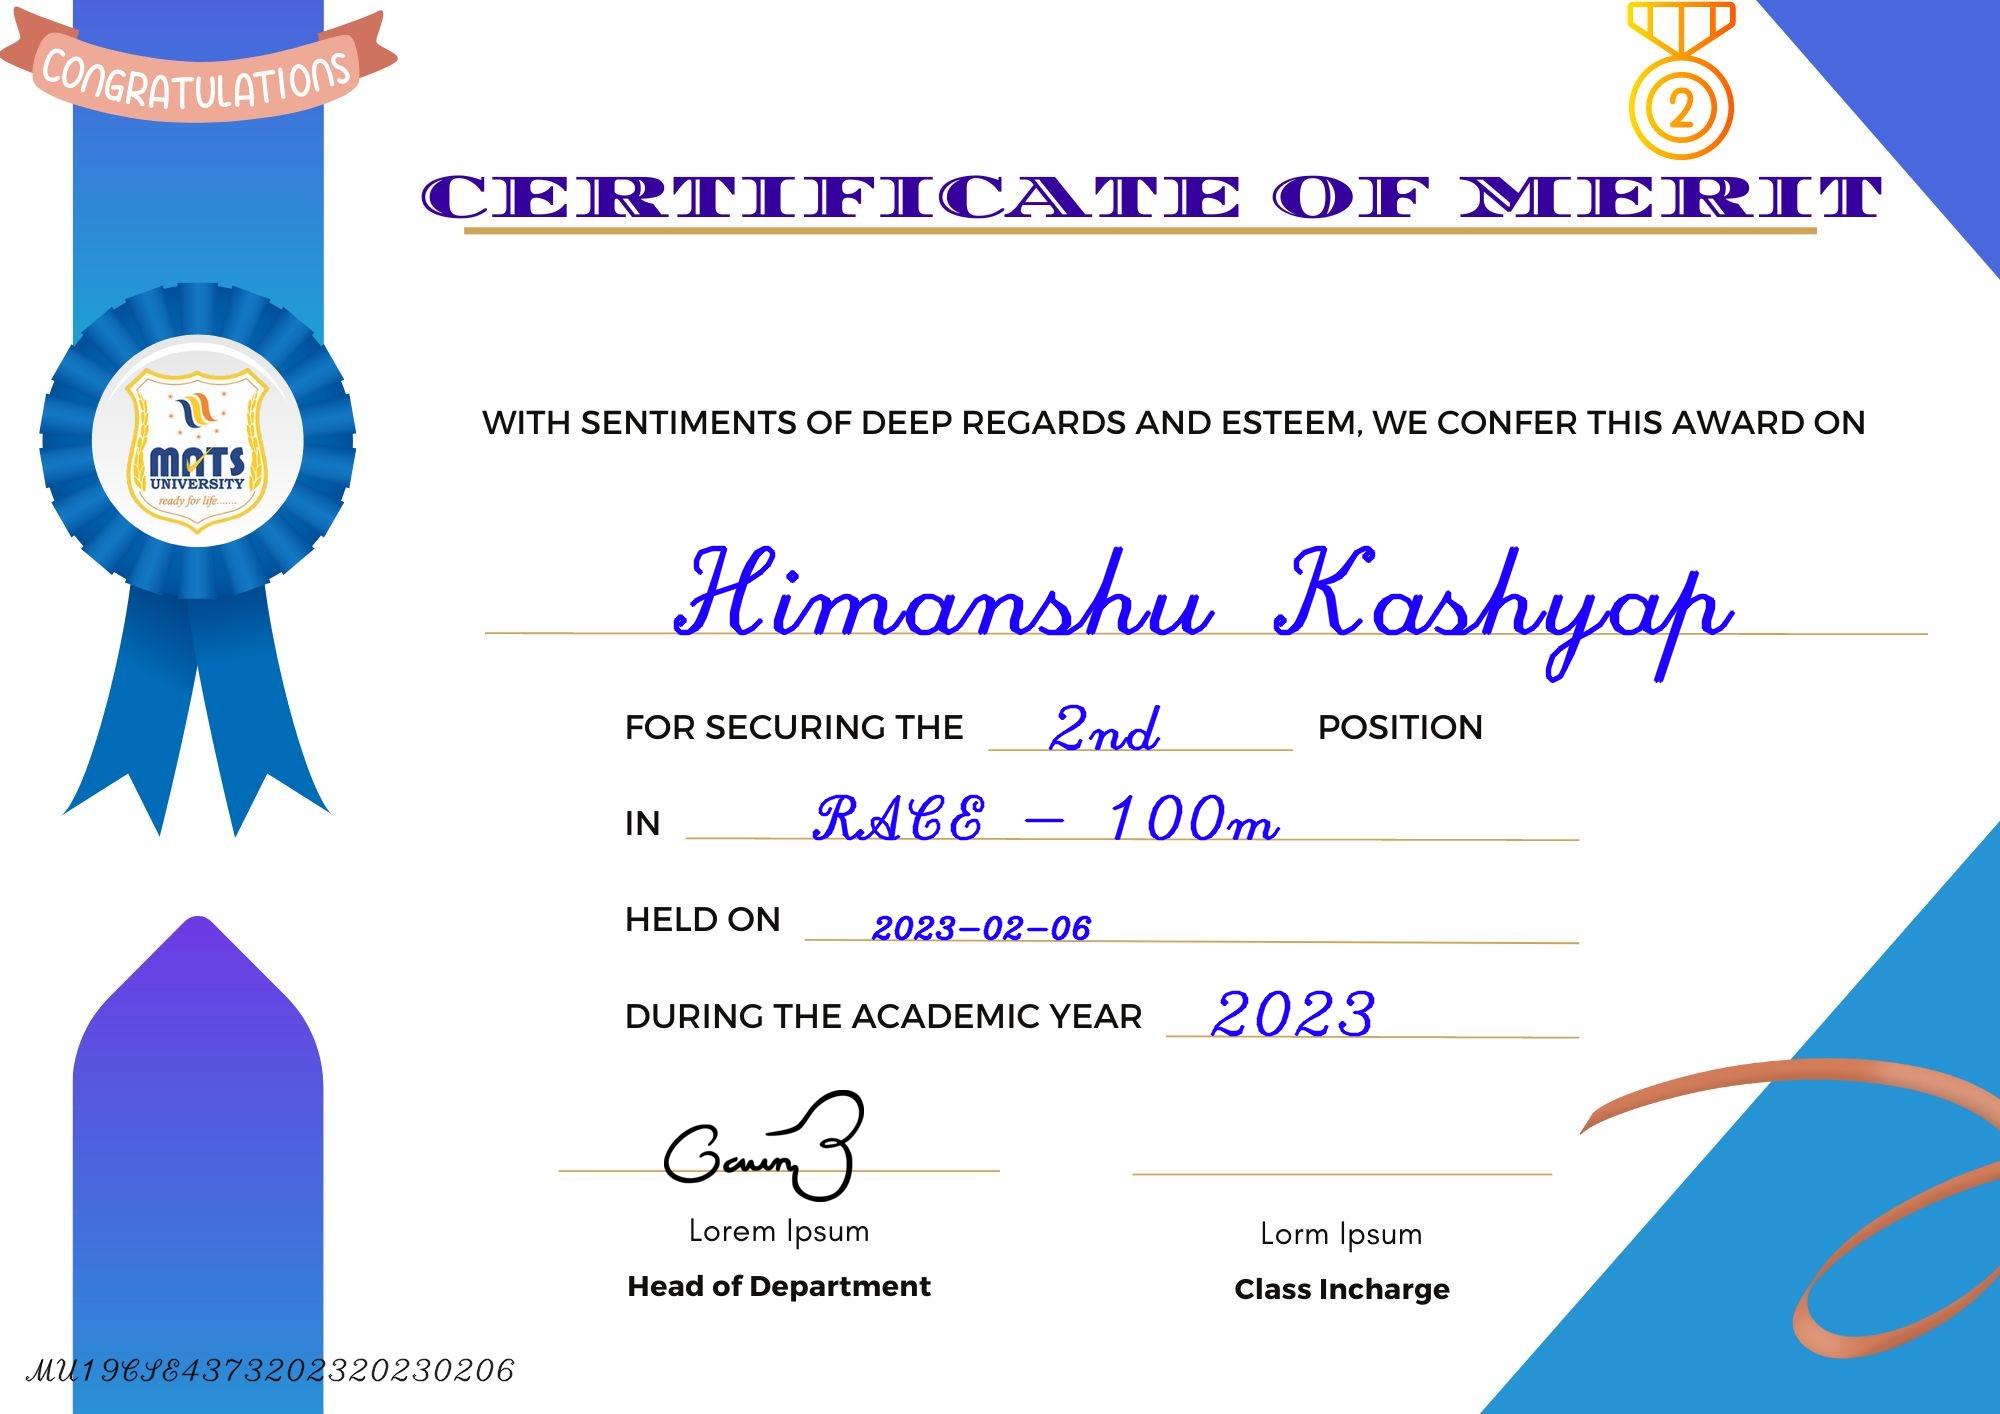 CONGRATULATIONS
2
CERTIFICATE OF MERIT
MATS
UNIVERSITY
ready for life.......
WITH SENTIMENTS OF DEEP REGARDS AND ESTEEM, WE CONFER THIS AWARD ON
Himanshu Kashyap
FOR SECURING THE 2nd POSITION
IN RACE - 100m
HELD ON 2023-02-06
DURING THE ACADEMIC YEAR 2023
Lorem Ipsum Lorm Ipsum
Head of Department Class Incharge
MU19CSE4373202320230206